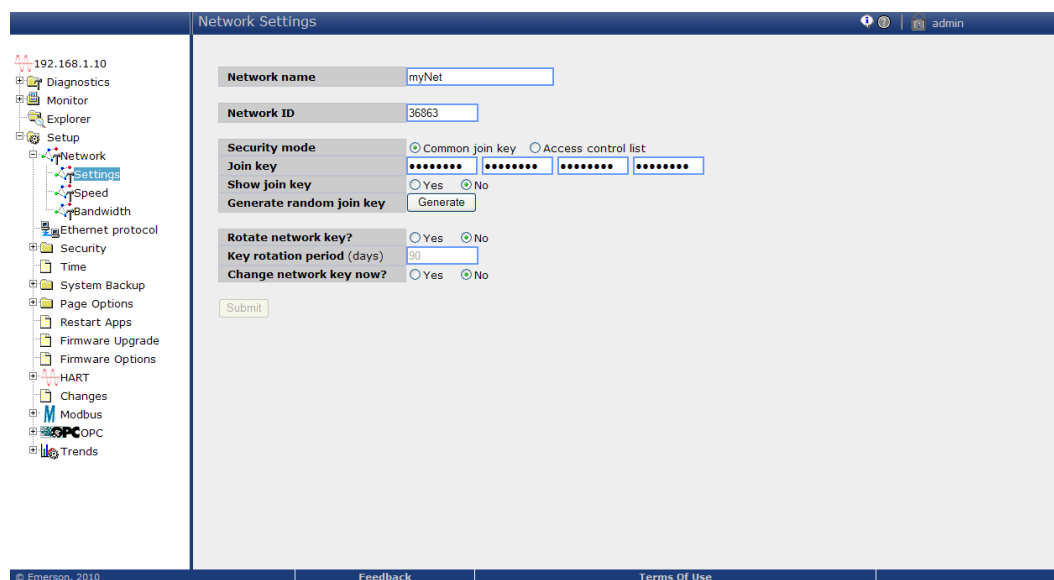 Network Settings
admin
192.168.1.10
Diagnostics
Monitor
Explorer
Setup
Network
Settings
Speed
Bandwidth
Ethernet protocol
Security
Time
System Backup
Page Options
Restart Apps
Firmware Upgrade
Firmware Options
HART
Changes
Modbus
OPC OPC
Trends
Network name myNet
Network ID 36863
Security mode Common join key Access control list
Join key •••••••• •••••••• •••••••• ••••••••
Show join key Yes No
Generate random join key Generate
Rotate network key? Yes No
Key rotation period (days) 90
Change network key now? Yes No
Submit
© Emerson, 2010 Feedback Terms Of Use